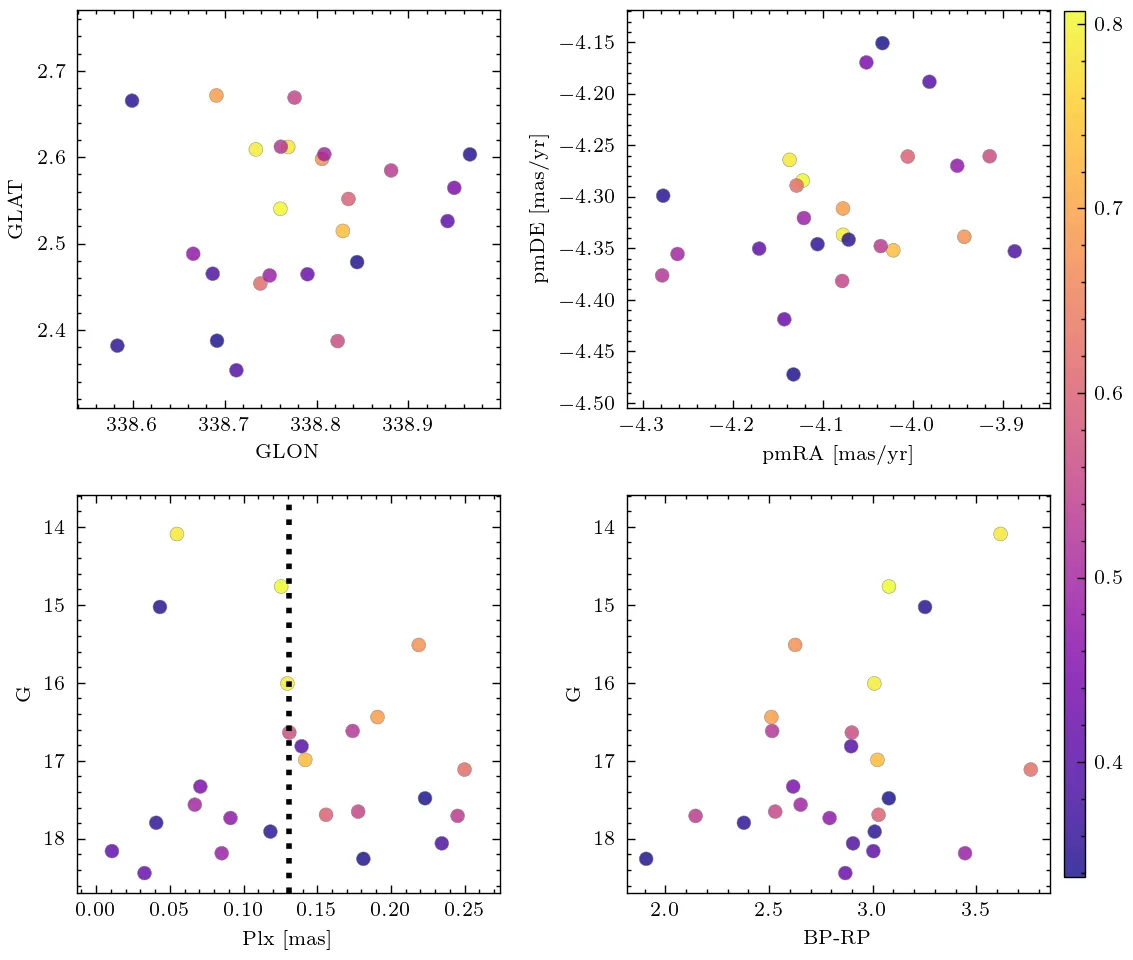 2.7
2.6
2.5
2.4
GLAT
338.6 338.7 338.8 338.9
GLON
−4.15
−4.20
−4.25
−4.30
−4.35
−4.40
−4.45
−4.50
pmDE [mas/yr]
−4.3 −4.2 −4.1 −4.0 −3.9
pmRA [mas/yr]
0.8
0.7
0.6
0.5
0.4
14
15
16
17
18
G
0.00 0.05 0.10 0.15 0.20 0.25
Plx [mas]
14
15
16
17
18
G
2.0 2.5 3.0 3.5
BP-RP